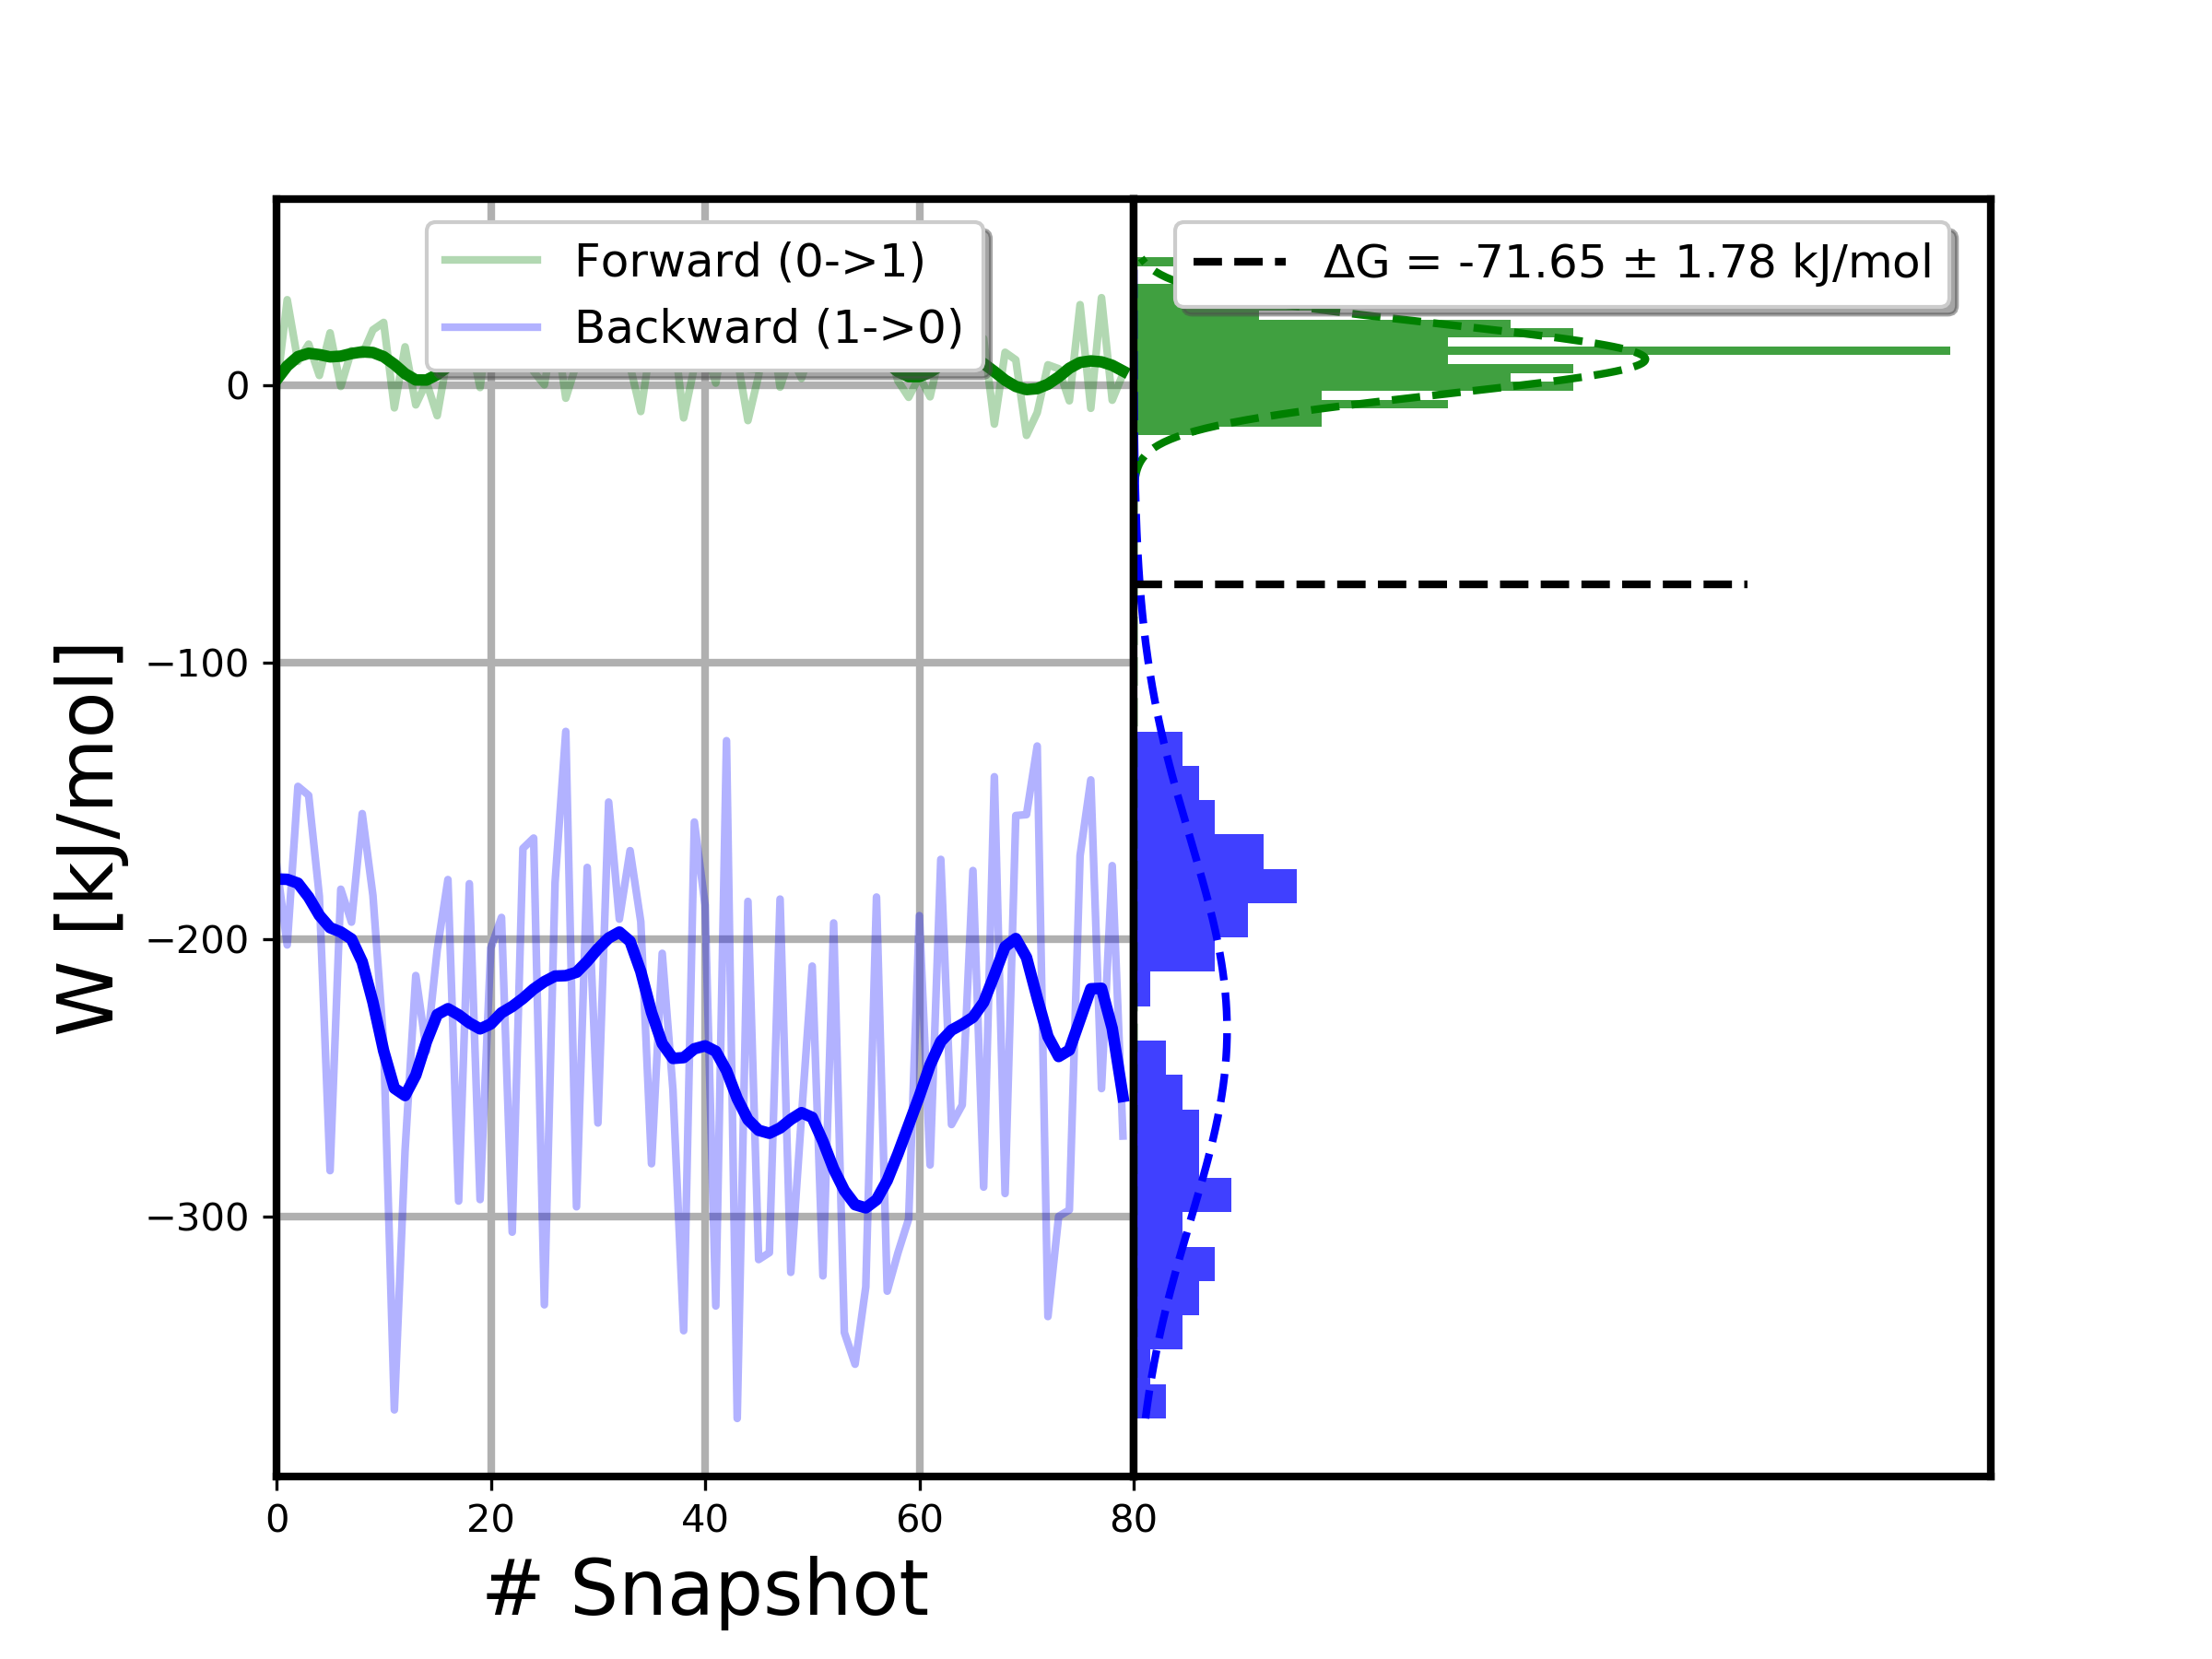 Forward (0->1)
Backward (1->0)
ΔG = -71.65 ± 1.78 kJ/mol
W [kJ/mol]
0
−100
−200
−300
0 20 40 60 80
# Snapshot